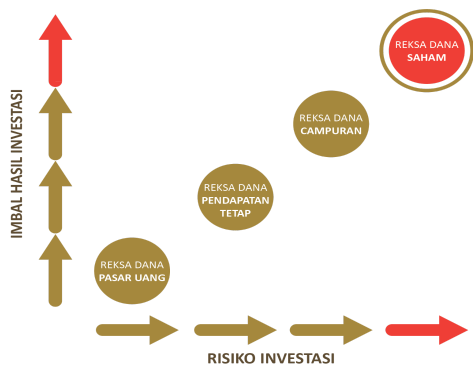 REKSA DANA
SAHAM
REKSA DANA
CAMPURAN
REKSA DANA
PENDAPATAN
TETAP
REKSA DANA
PASAR UANG
IMBAL HASIL INVESTASI
RISIKO INVESTASI